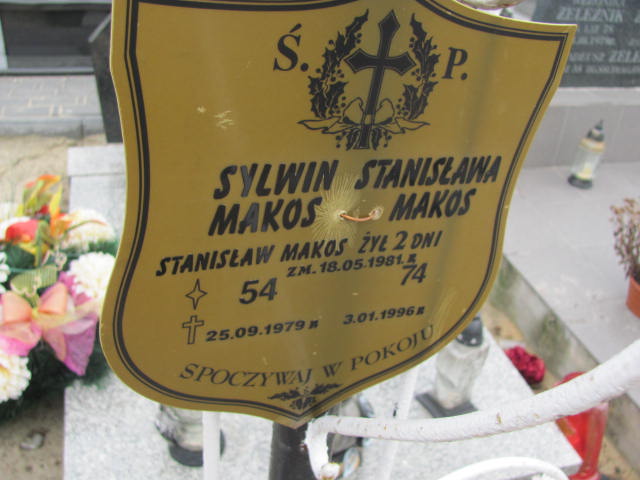 Ś. P.
SYLWIN STANISŁAWA
MAKOS MAKOS
STANISŁAW MAKOS ŻYŁ 2 DNI
ZM. 18.05.1981 R
54 74
25.09.1979 R 3.01.1996 R
SPOCZYWAJ W POKOJU
ŻELEŹNIK